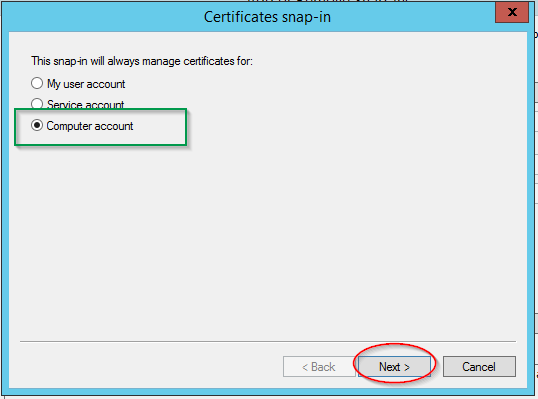 Certificates snap-in
X
This snap-in will always manage certificates for:
My user account
Service account
Computer account
< Back
Next >
Cancel